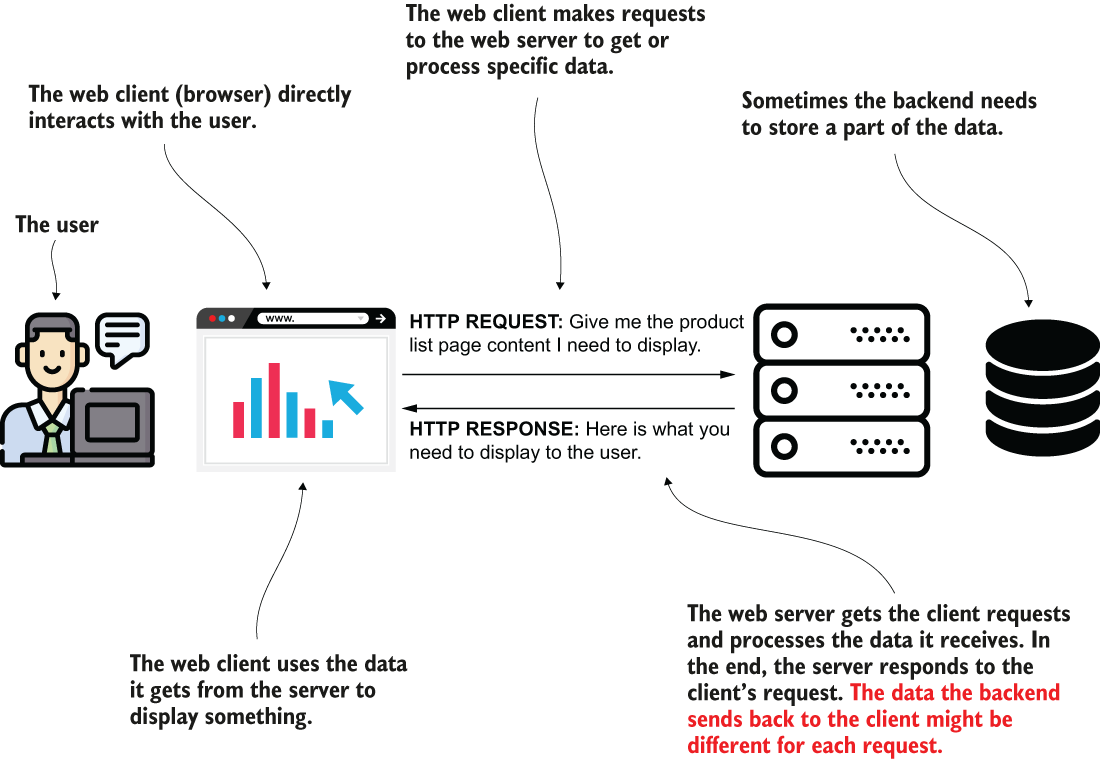 The web client makes requests
to the web server to get or
process specific data.
The web client (browser) directly
interacts with the user.
Sometimes the backend needs
to store a part of the data.
The user
www.
HTTP REQUEST: Give me the product
list page content I need to display.
HTTP RESPONSE: Here is what you
need to display to the user.
The web server gets the client requests
and processes the data it receives. In
the end, the server responds to the
client’s request. The data the backend
sends back to the client might be
different for each request.
The web client uses the data
it gets from the server to
display something.